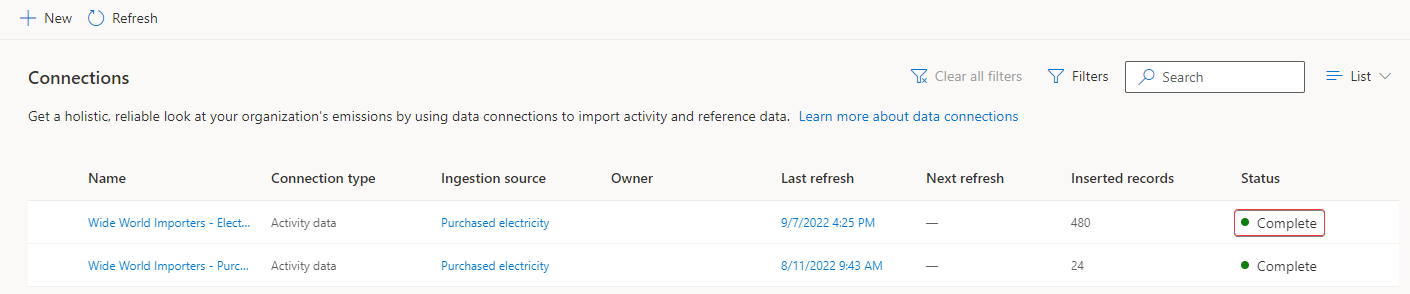 New Refresh
Connections Clear all filters Filters Search List
Get a holistic, reliable look at your organization's emissions by using data connections to import activity and reference data. Learn more about data connections
Name Connection type Ingestion source Owner Last refresh Next refresh Inserted records Status
Wide World Importers - Elect... Activity data Purchased electricity 9/7/2022 4:25 PM — 480 Complete
Wide World Importers - Purc... Activity data Purchased electricity 8/11/2022 9:43 AM — 24 Complete